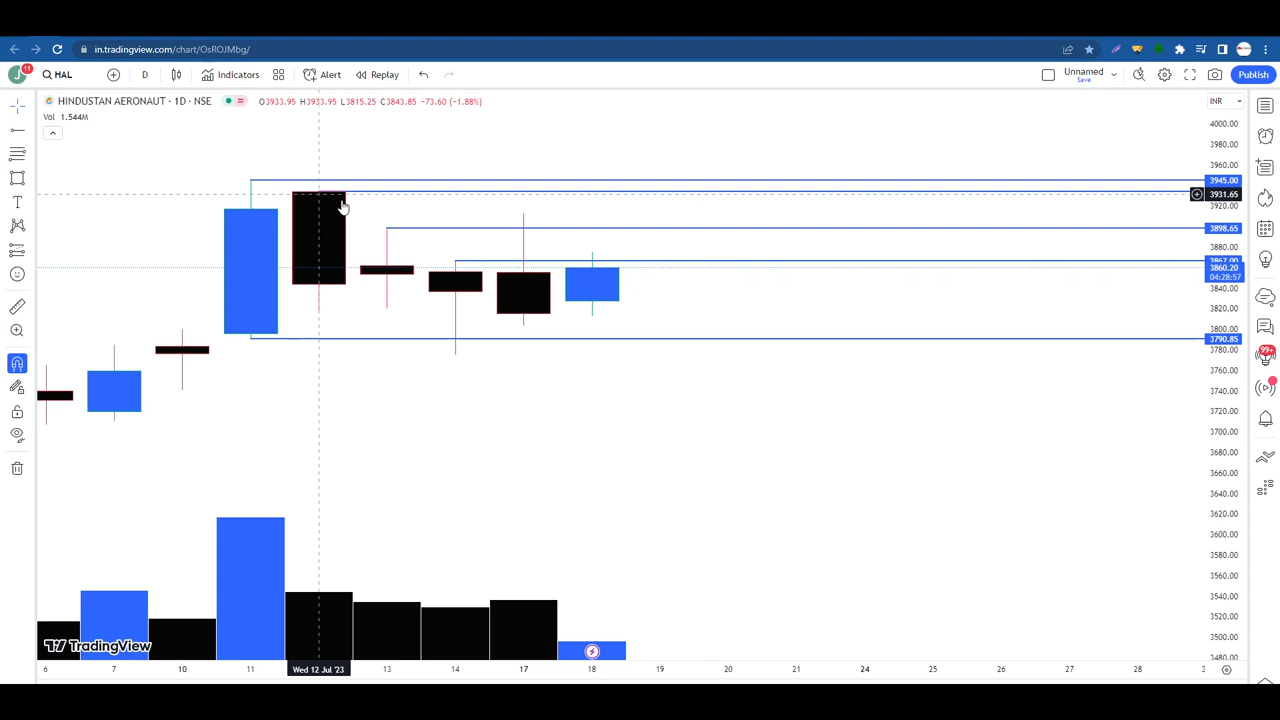 in.tradingview.com/chart/OsROJMbg/
J
11
HAL
D
Indicators
Alert
Replay
Unnamed
Save
Publish
HINDUSTAN AERONAUT · 1D · NSE
O3933.95 H3933.95 L3815.25 C3843.85 -73.60 (-1.88%)
INR
Vol 1.544M
4000.00
3980.00
3960.00
3945.00
3931.65
3920.00
3898.65
3880.00
3867.00
3860.20
04:28:57
3840.00
3820.00
3800.00
3790.85
3780.00
3760.00
3740.00
3720.00
3700.00
3680.00
3660.00
3640.00
3620.00
3600.00
3580.00
3560.00
3540.00
3520.00
3500.00
3480.00
99+
TradingView
6 7 10 11 Wed 12 Jul '23 13 14 17 18 19 20 21 24 25 26 27 28 3